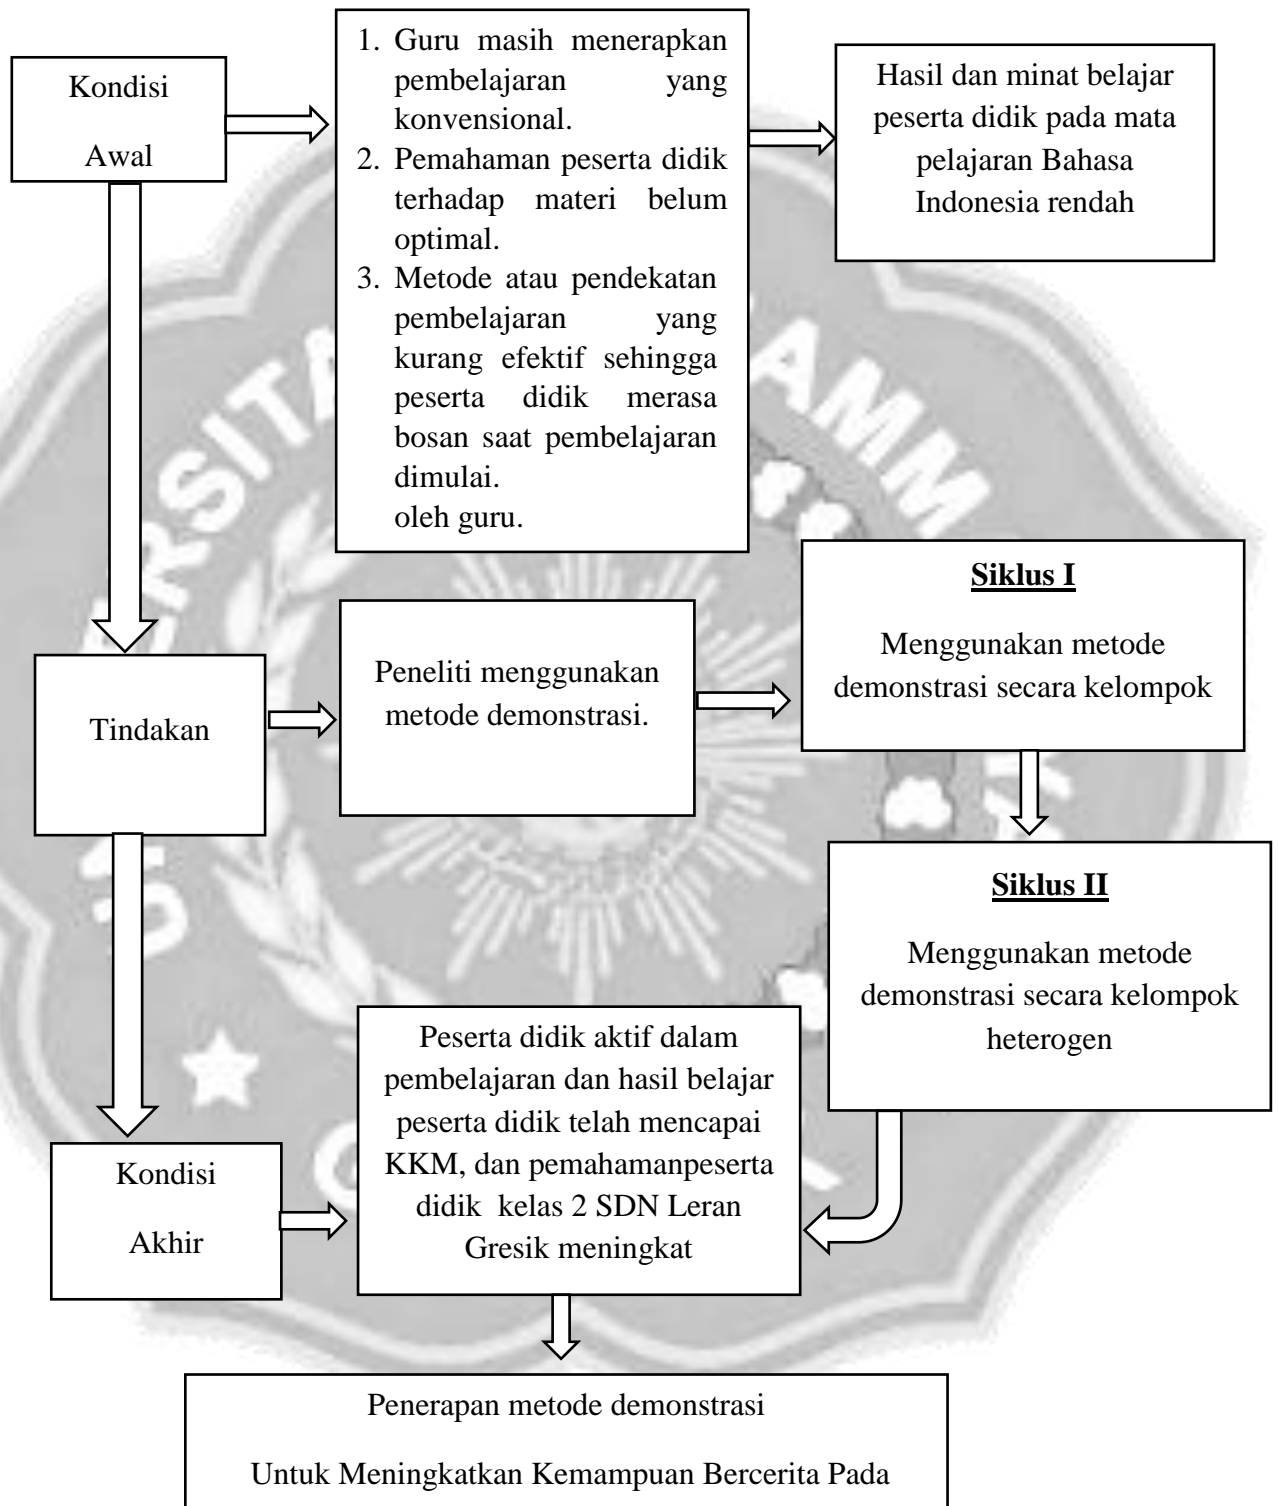 Kondisi
Awal
1. Guru masih menerapkan
pembelajaran yang
konvensional.
2. Pemahaman peserta didik
terhadap materi belum
optimal.
3. Metode atau pendekatan
pembelajaran yang
kurang efektif sehingga
peserta didik merasa
bosan saat pembelajaran
dimulai.
oleh guru.
Hasil dan minat belajar
peserta didik pada mata
pelajaran Bahasa
Indonesia rendah
Tindakan
Peneliti menggunakan
metode demonstrasi.
Siklus I
Menggunakan metode
demonstrasi secara kelompok
Siklus II
Menggunakan metode
demonstrasi secara kelompok
heterogen
Kondisi
Akhir
Peserta didik aktif dalam
pembelajaran dan hasil belajar
peserta didik telah mencapai
KKM, dan pemahamanpeserta
didik kelas 2 SDN Leran
Gresik meningkat
Penerapan metode demonstrasi
Untuk Meningkatkan Kemampuan Bercerita Pada